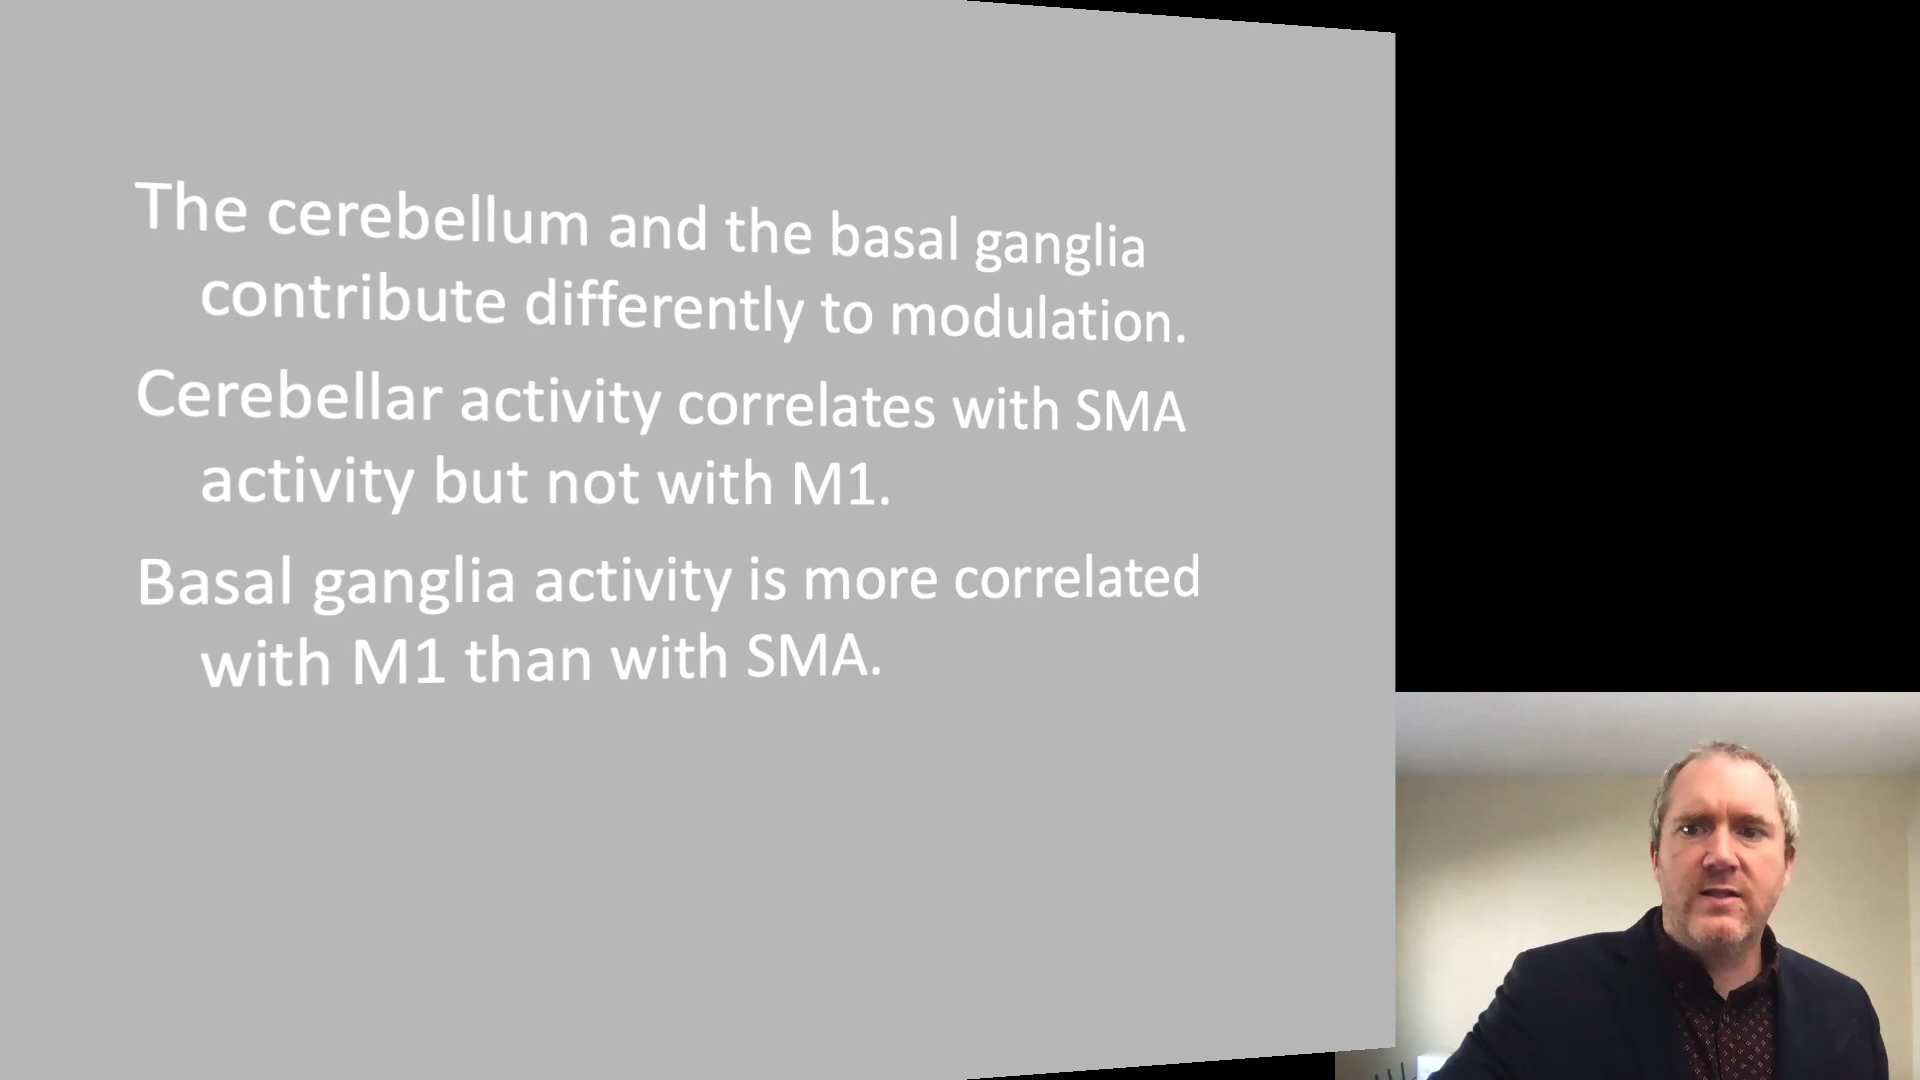 The cerebellum and the basal ganglia
contribute differently to modulation.
Cerebellar activity correlates with SMA
activity but not with M1.
Basal ganglia activity is more correlated
with M1 than with SMA.